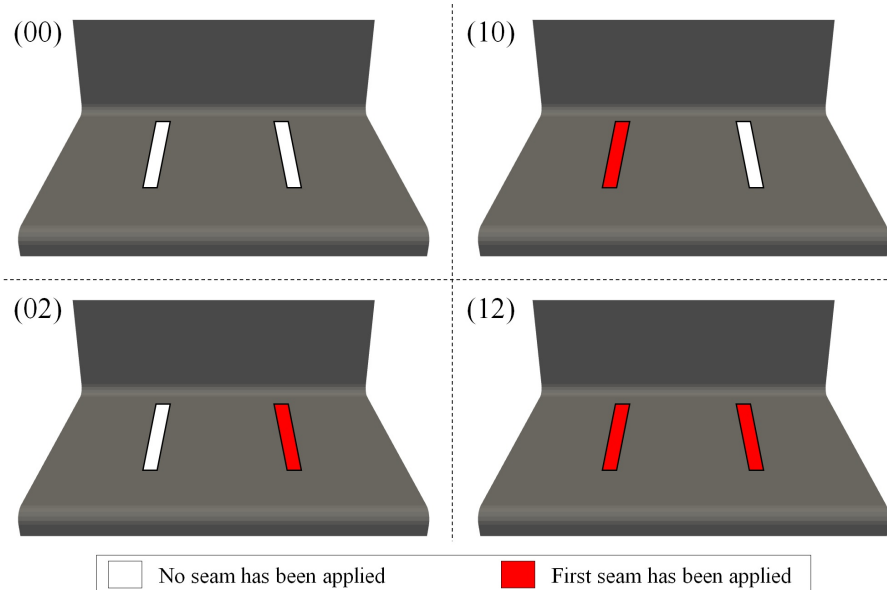 (00)
(10)
(02)
(12)
No seam has been applied
First seam has been applied